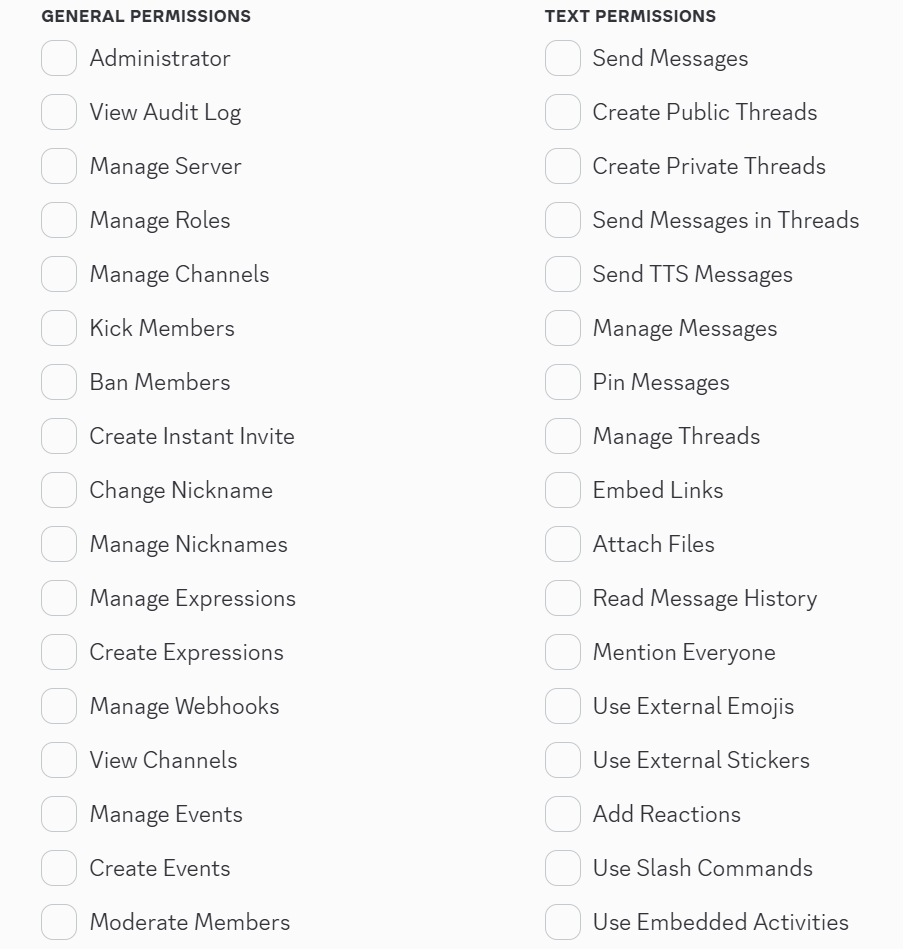 GENERAL PERMISSIONS
Administrator
View Audit Log
Manage Server
Manage Roles
Manage Channels
Kick Members
Ban Members
Create Instant Invite
Change Nickname
Manage Nicknames
Manage Expressions
Create Expressions
Manage Webhooks
View Channels
Manage Events
Create Events
Moderate Members
TEXT PERMISSIONS
Send Messages
Create Public Threads
Create Private Threads
Send Messages in Threads
Send TTS Messages
Manage Messages
Pin Messages
Manage Threads
Embed Links
Attach Files
Read Message History
Mention Everyone
Use External Emojis
Use External Stickers
Add Reactions
Use Slash Commands
Use Embedded Activities